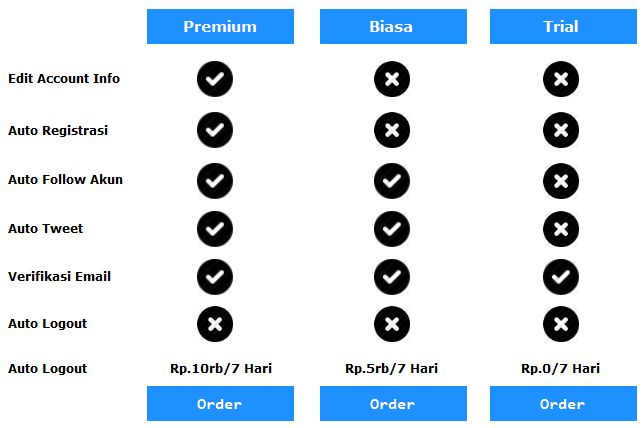 Premium Biasa Trial
Edit Account Info
Auto Registrasi
Auto Follow Akun
Auto Tweet
Verifikasi Email
Auto Logout
Auto Logout Rp.10rb/7 Hari Rp.5rb/7 Hari Rp.0/7 Hari
Order Order Order